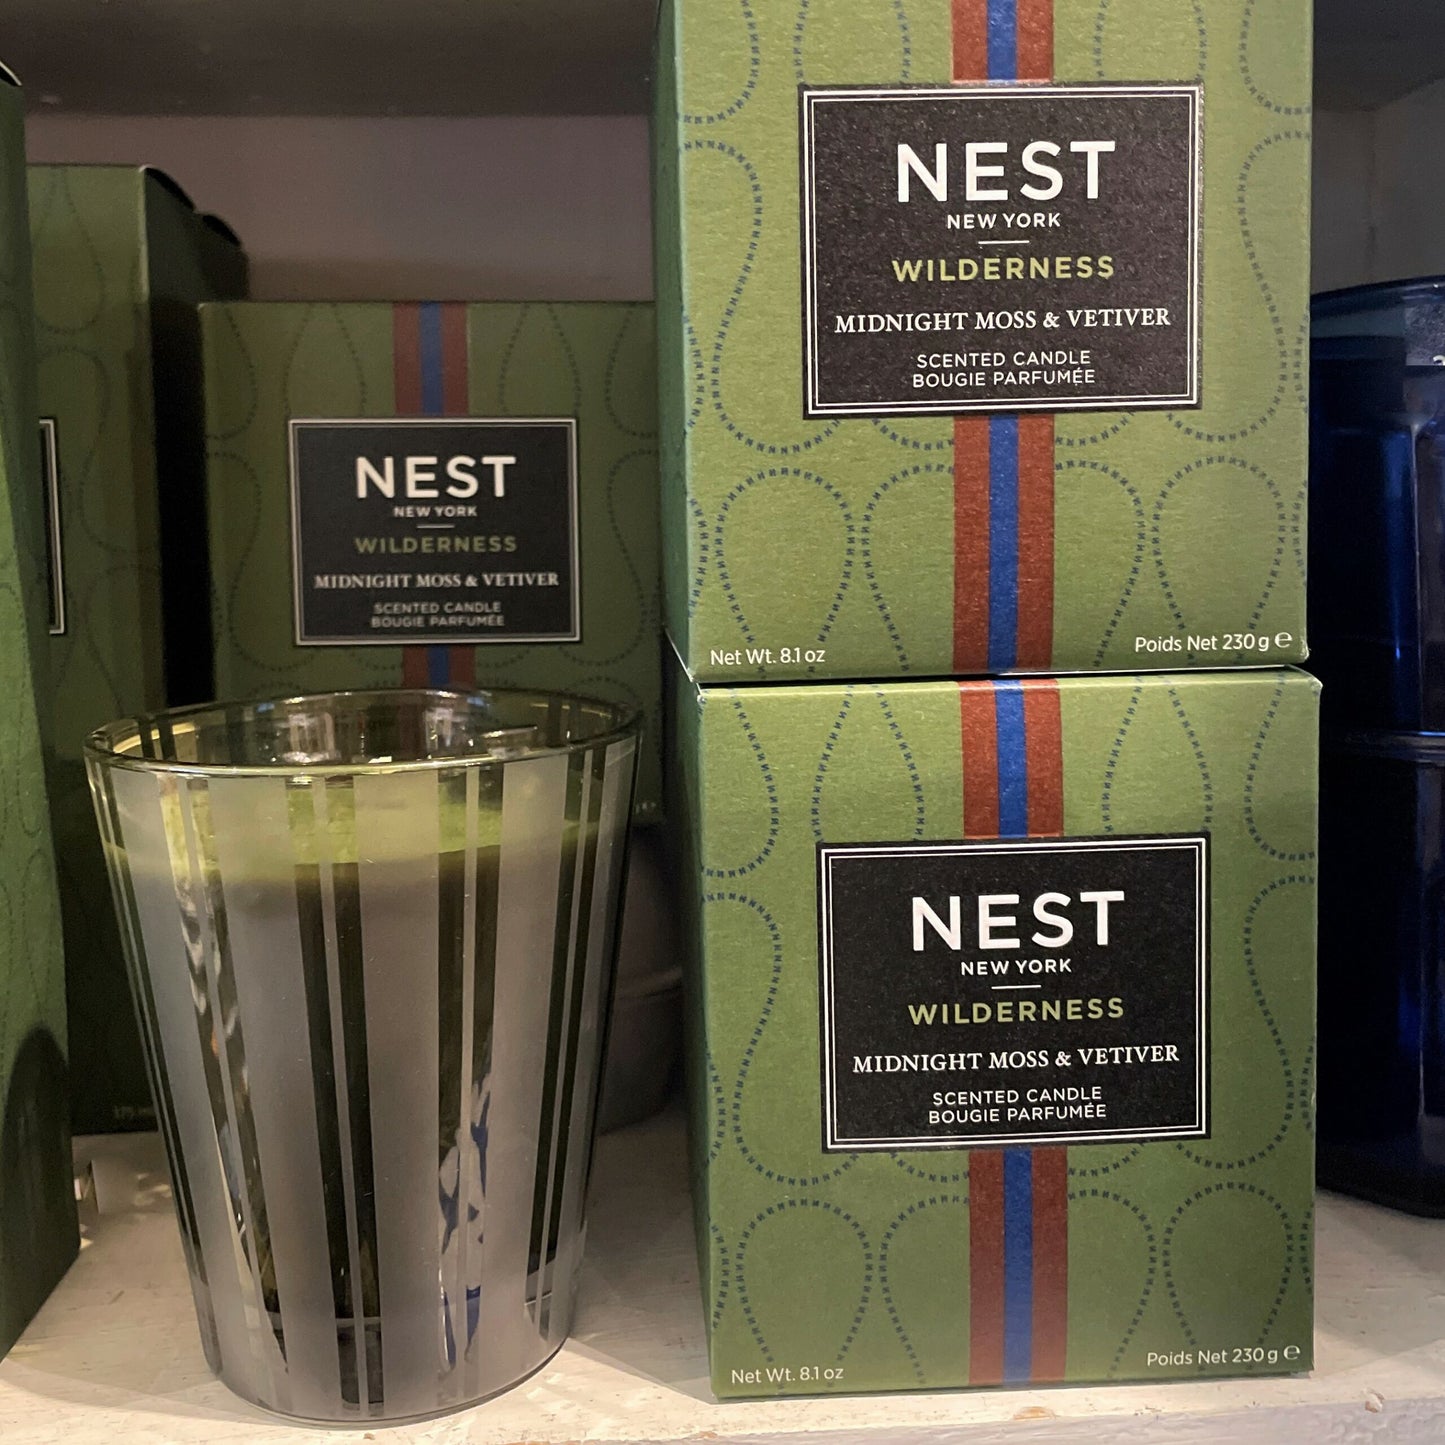 NEST
NEW YORK
WILDERNESS
MIDNIGHT MOSS & VETIVER
SCENTED CANDLE
BOUGIE PARFUMÉE
Net Wt. 8.1 oz
Poids Net 230 g e
NEST
NEW YORK
WILDERNESS
MIDNIGHT MOSS & VETIVER
SCENTED CANDLE
BOUGIE PARFUMÉE
NEST
NEW YORK
WILDERNESS
MIDNIGHT MOSS & VETIVER
SCENTED CANDLE
BOUGIE PARFUMÉE
Net Wt. 8.1 oz
Poids Net 230 g e